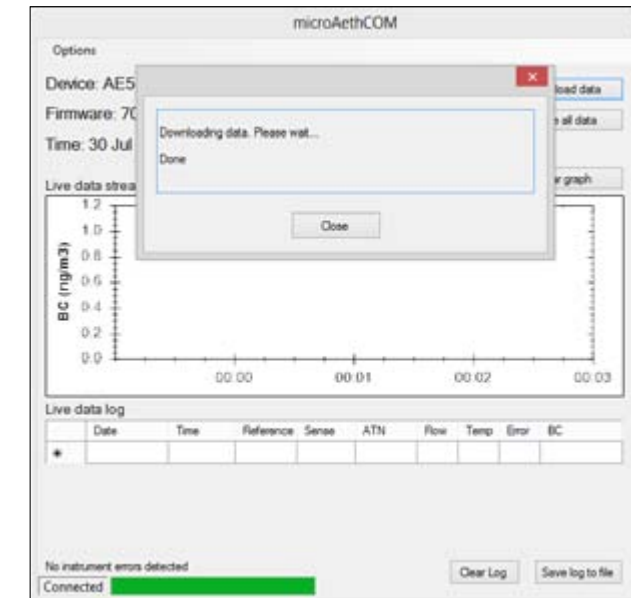 microAethCOM
Options
Device: AE5
Firmware: 70
Time: 30 Jul
load data
all data
graph
Downloading data. Please wait...
Done
Close
Live data strea
BC (ng/m3)
1.2
1.0
0.8
0.6
0.4
0.2
0.0
00:00 00:01 00:02 00:03
Live data log
Date Time Reference Sense ATN Flow Temp Error BC
*
No instrument errors detected
Clear Log Save log to file
Connected